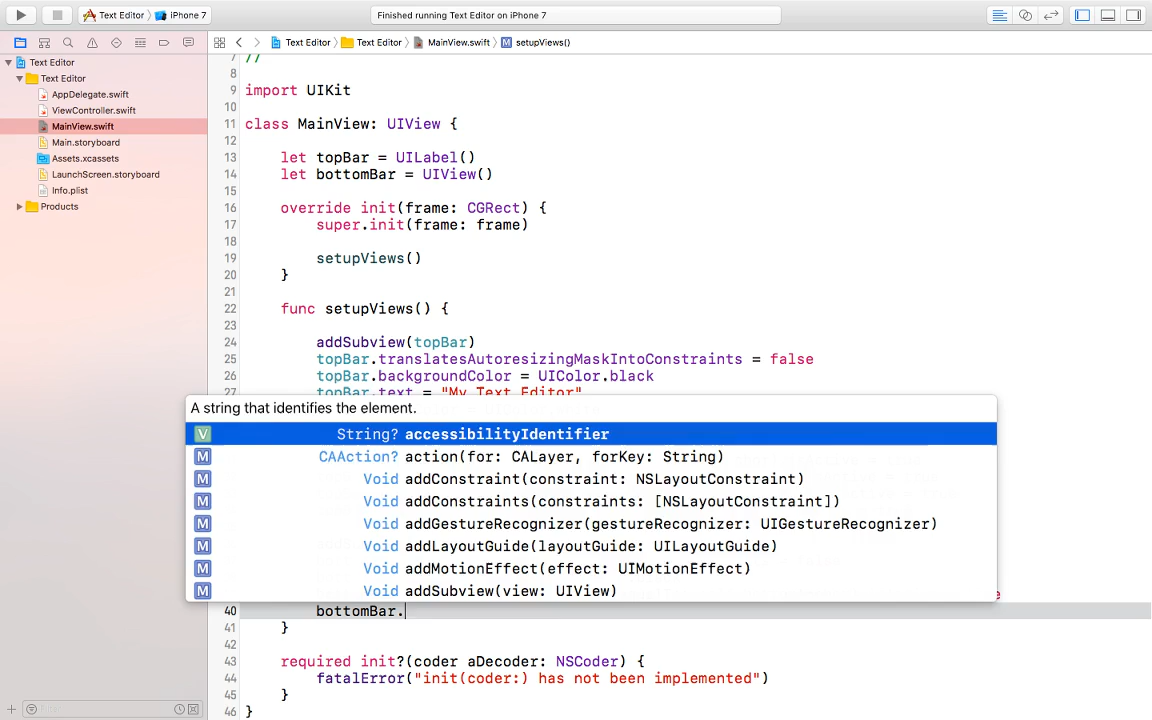 Text Editor iPhone 7
Finished running Text Editor on iPhone 7
Text Editor Text Editor MainView.swift M setupViews()
Text Editor
Text Editor
AppDelegate.swift
ViewController.swift
MainView.swift
Main.storyboard
Assets.xcassets
LaunchScreen.storyboard
Info.plist
Products
7 //
8
9 import UIKit
10
11 class MainView: UIView {
12
13 let topBar = UILabel()
14 let bottomBar = UIView()
15
16 override init(frame: CGRect) {
17 super.init(frame: frame)
18
19 setupViews()
20 }
21
22 func setupViews() {
23
24 addSubview(topBar)
25 topBar.translatesAutoresizingMaskIntoConstraints = false
26 topBar.backgroundColor = UIColor.black
27 topBar.text = "My Text Editor"
A string that identifies the element.
V String? accessibilityIdentifier
M CAAction? action(for: CALayer, forKey: String)
M Void addConstraint(constraint: NSLayoutConstraint)
M Void addConstraints(constraints: [NSLayoutConstraint])
M Void addGestureRecognizer(gestureRecognizer: UIGestureRecognizer)
M Void addLayoutGuide(layoutGuide: UILayoutGuide)
M Void addMotionEffect(effect: UIMotionEffect)
M Void addSubview(view: UIView)
40 bottomBar.
41 }
42
43 required init?(coder aDecoder: NSCoder) {
44 fatalError("init(coder:) has not been implemented")
45 }
46 }